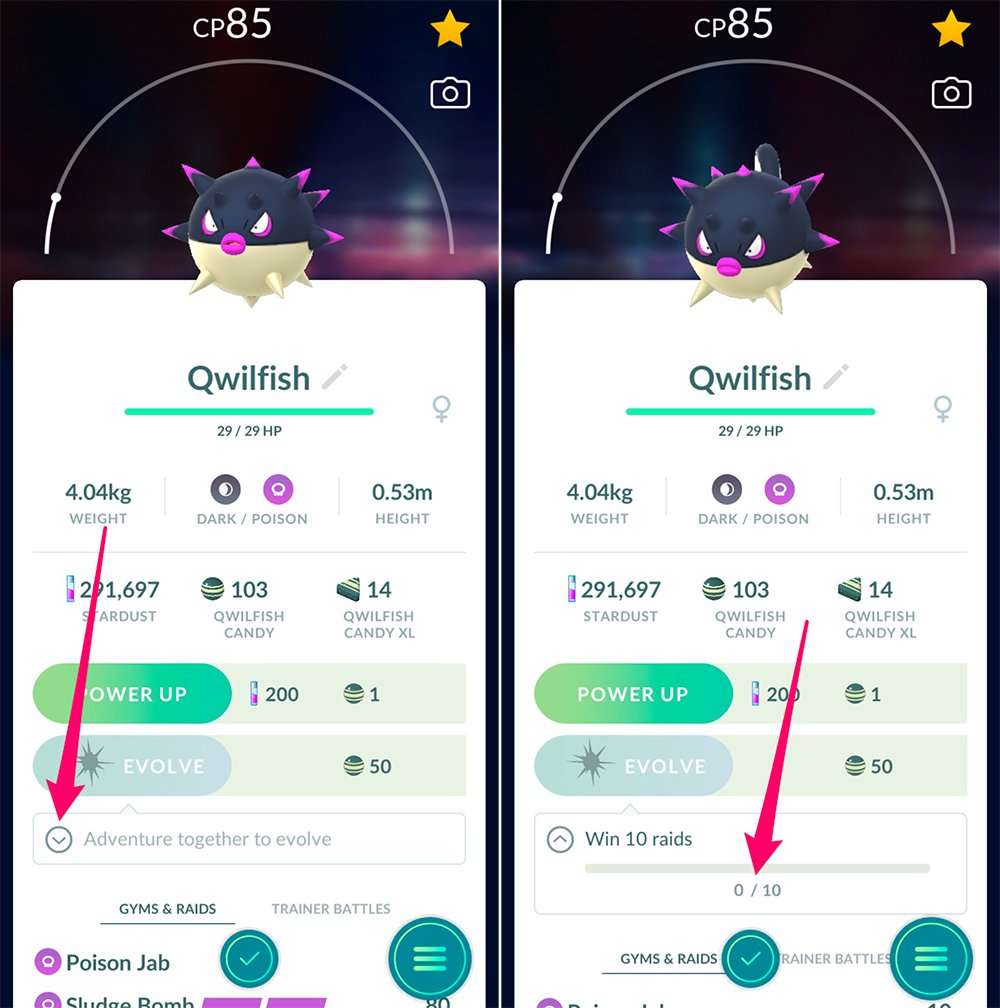 CP85
Qwilfish
29 / 29 HP
4.04kg
WEIGHT
DARK / POISON
0.53m
HEIGHT
291,697
STARDUST
103
QWILFISH
CANDY
14
QWILFISH
CANDY XL
POWER UP
200
1
EVOLVE
50
Adventure together to evolve
GYMS & RAIDS
TRAINER BATTLES
Poison Jab
Sludge Bomb
80
CP85
Qwilfish
29 / 29 HP
4.04kg
WEIGHT
DARK / POISON
0.53m
HEIGHT
291,697
STARDUST
103
QWILFISH
CANDY
14
QWILFISH
CANDY XL
POWER UP
200
1
EVOLVE
50
Win 10 raids
0 / 10
GYMS & RAIDS
TRAINER BATTLES
Poison Jab
10